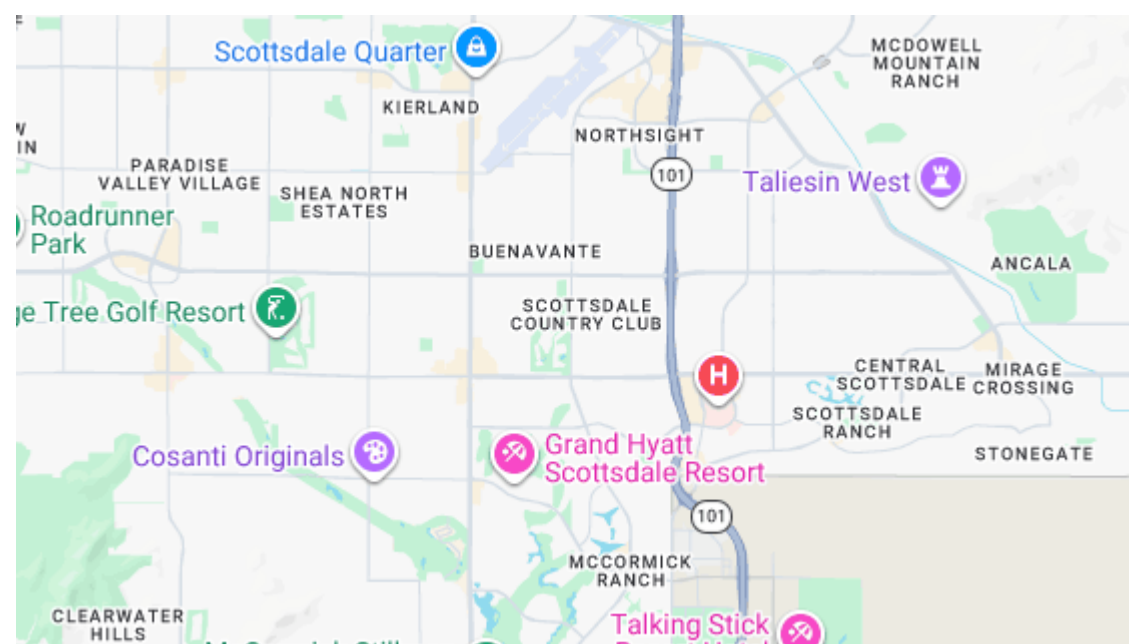 Scottsdale Quarter
MCDOWELL
MOUNTAIN
RANCH
KIERLAND
NORTHSIGHT
IN
PARADISE
VALLEY VILLAGE
101
Taliesin West
SHEA NORTH
ESTATES
Roadrunner
Park
BUENAVANTE
ANCALA
ge Tree Golf Resort
SCOTTSDALE
COUNTRY CLUB
H
CENTRAL
SCOTTSDALE
MIRAGE
CROSSING
SCOTTSDALE
RANCH
Cosanti Originals
Grand Hyatt
Scottsdale Resort
STONEGATE
101
MCCORMICK
RANCH
CLEARWATER
HILLS
Talking Stick